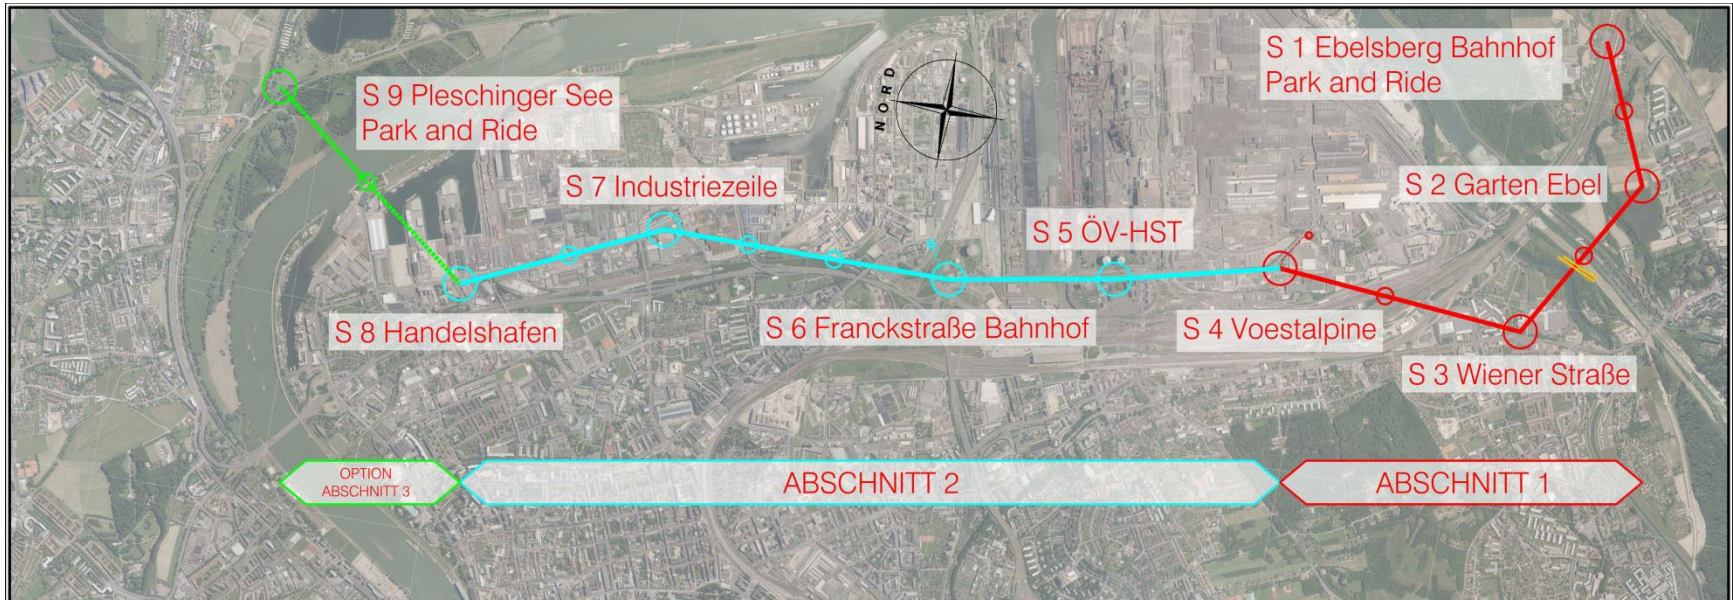 S 9 Pleschinger See
Park and Ride
NORD
S 1 Ebelsberg Bahnhof
Park and Ride
S 7 Industriezeile
S 2 Garten Ebel
S 5 ÖV-HST
S 8 Handelshafen
S 6 Franckstraße Bahnhof
S 4 Voestalpine
S 3 Wiener Straße
OPTION
ABSCHNITT 3
ABSCHNITT 2
ABSCHNITT 1